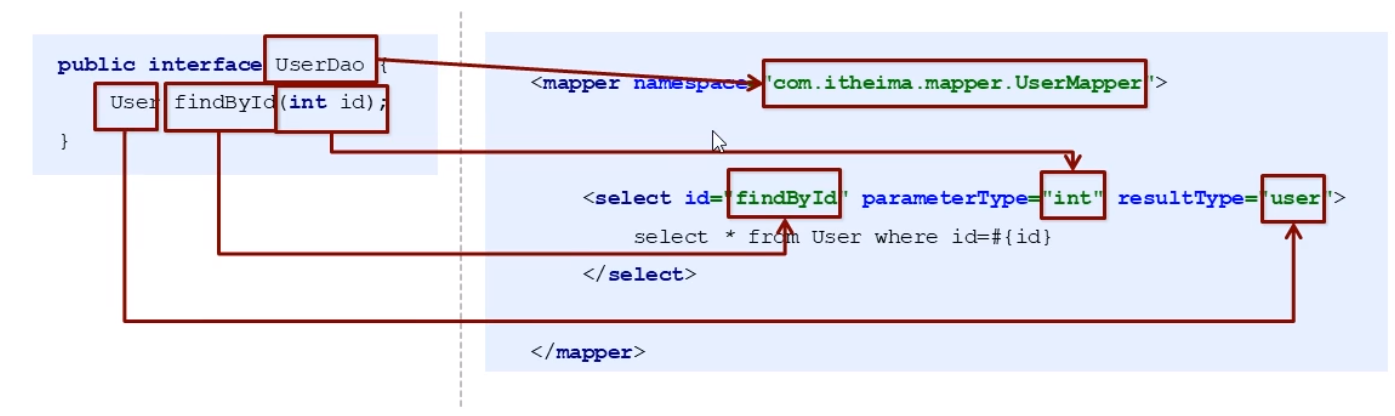 public interface UserDao {
User findById(int id);
}
<mapper namespace="com.itheima.mapper.UserMapper">
<select id="findById" parameterType="int" resultType="user">
select * from User where id=#{id}
</select>
</mapper>